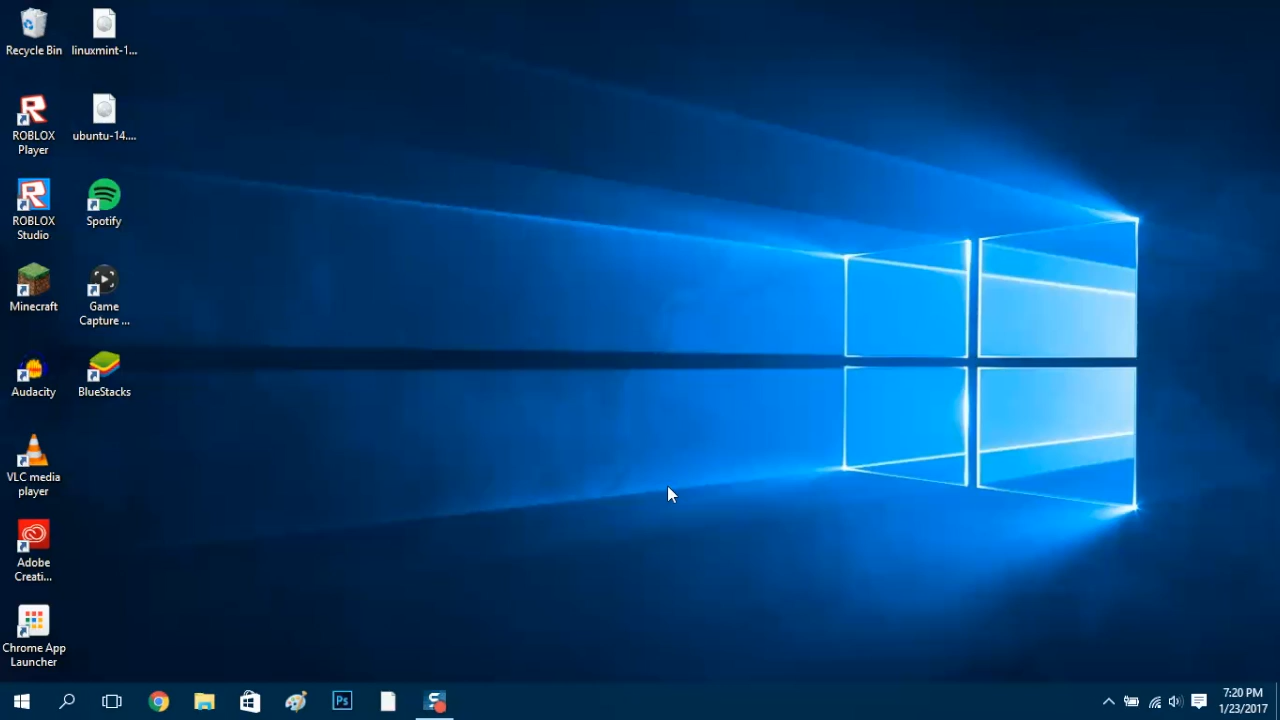 Recycle Bin
linuxmint-1...
ROBLOX
Player
ubuntu-14....
ROBLOX
Studio
Spotify
Minecraft
Game
Capture ...
Audacity
BlueStacks
VLC media
player
Adobe
Creati...
Chrome App
Launcher
Ps
7:20 PM
1/23/2017